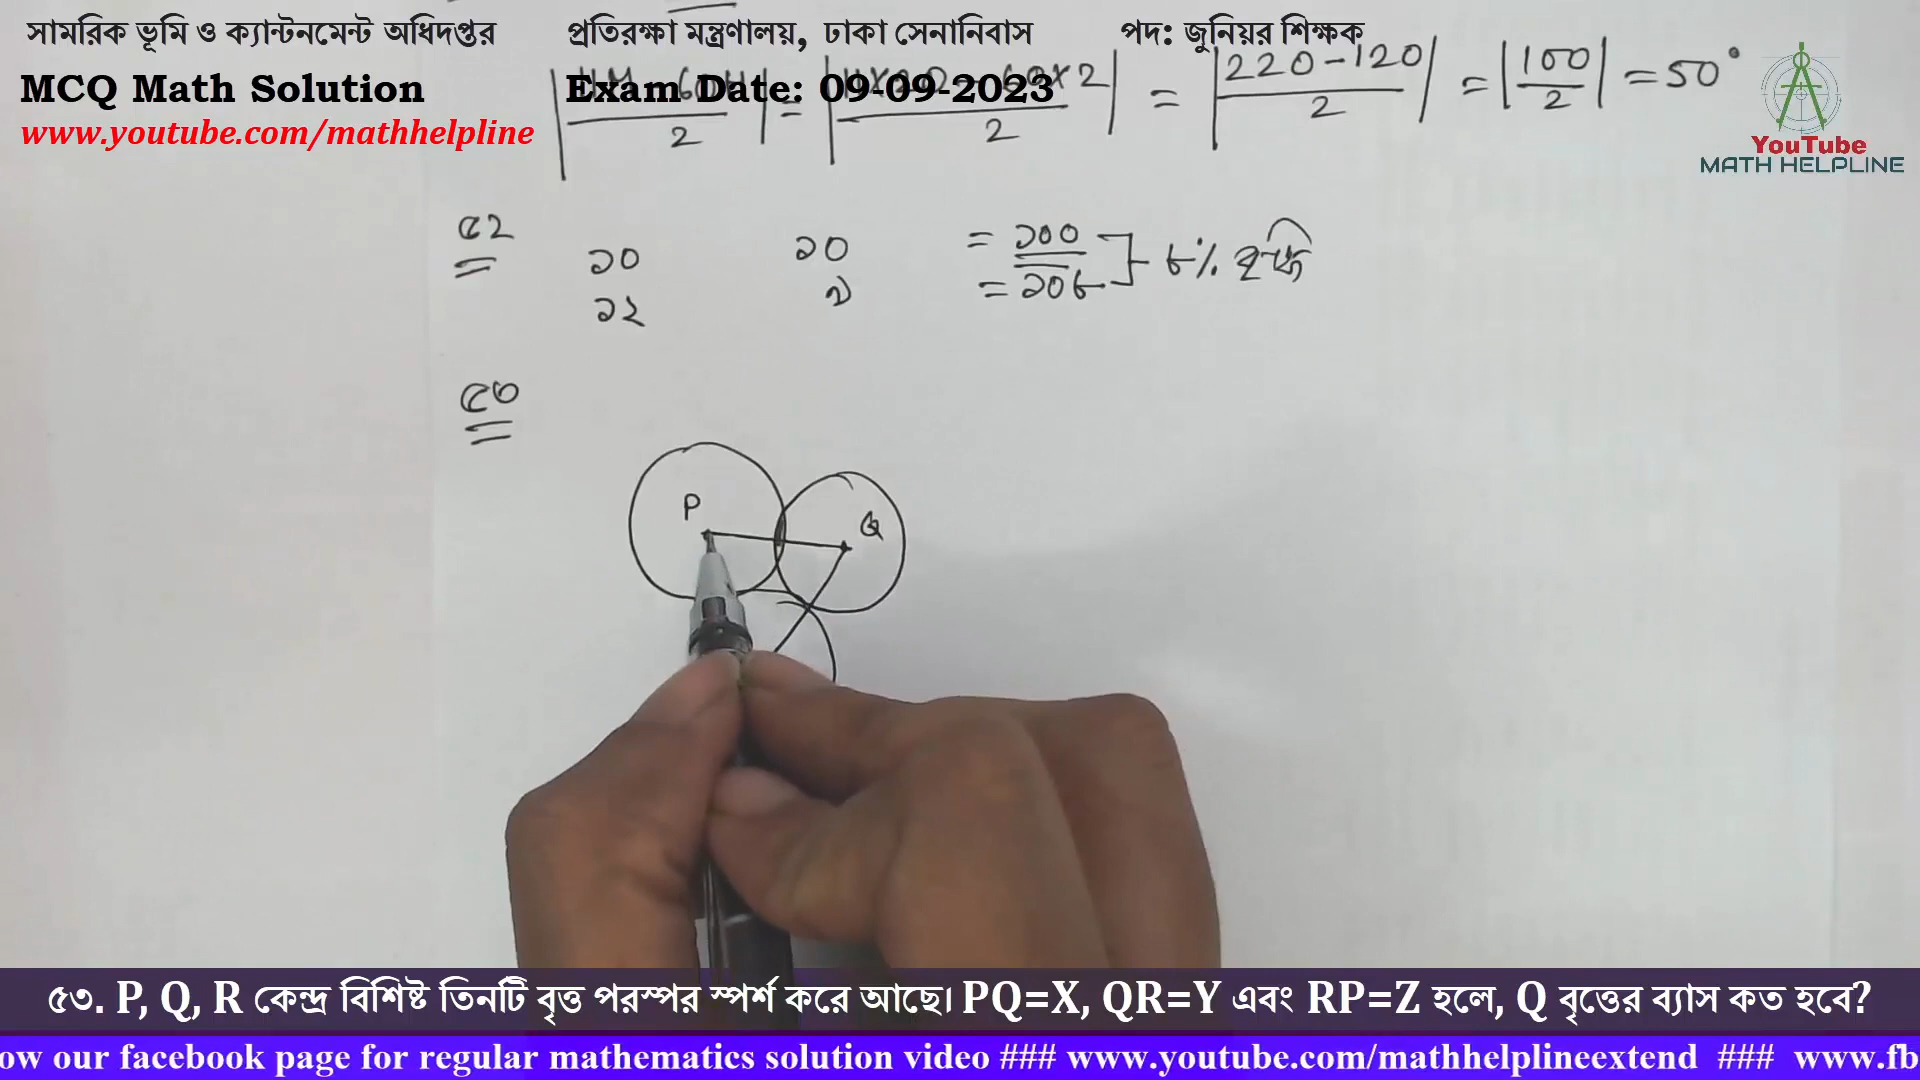 সামরিক ভূমি ও ক্যান্টনমেন্ট অধিদপ্তর প্রতিরক্ষা মন্ত্রণালয়, ঢাকা সেনানিবাস পদ: জুনিয়র শিক্ষক
MCQ Math Solution Exam Date: 09-09-2023
www.youtube.com/mathhelpline
2 = 2 = |220-120 / 2| = |100 / 2| = 50°
YouTube
MATH HELPLINE
৫২
১০ ১০ = ১০০
১২ ৯ = ১০৮ ৮%
৫৩
P
Q
৫৩. P, Q, R কেন্দ্র বিশিষ্ট তিনটি বৃত্ত পরস্পর স্পর্শ করে আছে। PQ=X, QR=Y এবং RP=Z হলে, Q বৃত্তের ব্যাস কত হবে?
ow our facebook page for regular mathematics solution video ### www.youtube.com/mathhelplineextend ### www.fb